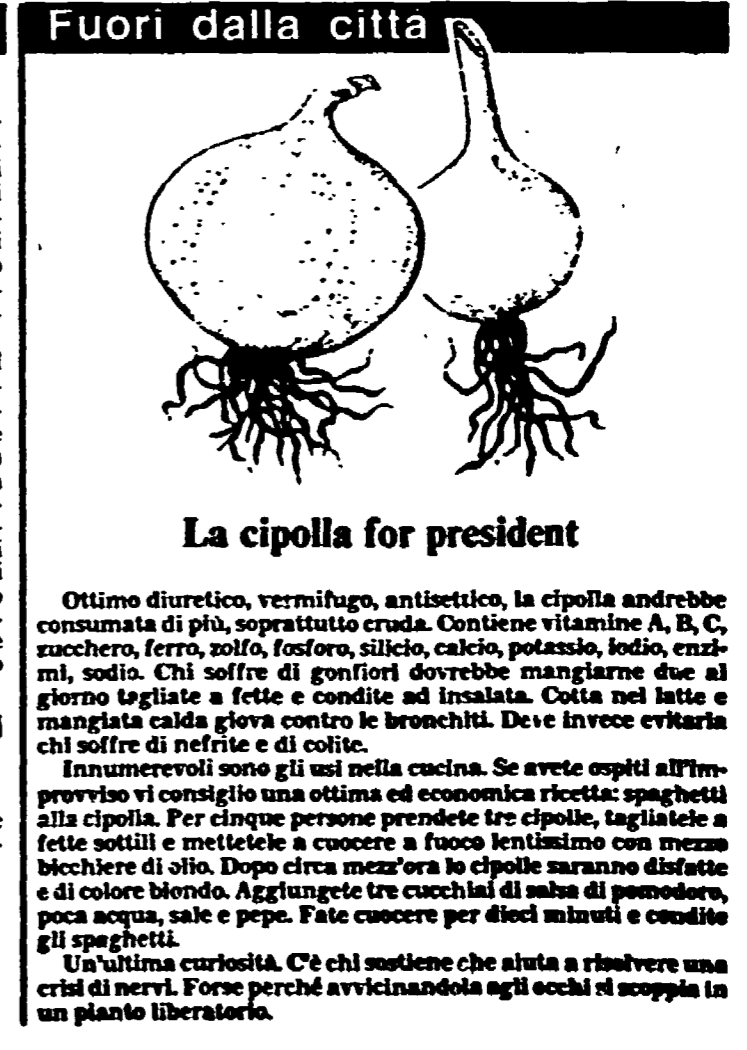 Fuori dalla città
La cipolla for president
Ottimo diuretico, vermifugo, antisettico, la cipolla andrebbe
consumata di più, soprattutto cruda. Contiene vitamine A, B, C,
zucchero, ferro, zolfo, fosforo, silicio, calcio, potassio, iodio, enzi-
mi, sodio. Chi soffre di gonfiori dovrebbe mangiarne due al
giorno tagliate a fette e condite ad insalata. Cotta nel latte e
mangiata calda giova contro le bronchiti. Deve invece evitarla
chi soffre di nefrite e di colite.
Innumerevoli sono gli usi nella cucina. Se avete ospiti all'im-
provviso vi consiglio una ottima ed economica ricetta: spaghetti
alla cipolla. Per cinque persone prendete tre cipolle, tagliatele a
fette sottili e mettetele a cuocere a fuoco lentissimo con mezzo
bicchiere di olio. Dopo circa mezz'ora le cipolle saranno disfatte
e di colore biondo. Aggiungete tre cucchiai di salsa di pomodoro,
poca acqua, sale e pepe. Fate cuocere per dieci minuti e condite
gli spaghetti.
Un'ultima curiosità. C'è chi sostiene che aiuta a risolvere una
crisi di nervi. Forse perché avvicinandola agli occhi si scoppia in
un pianto liberatorio.